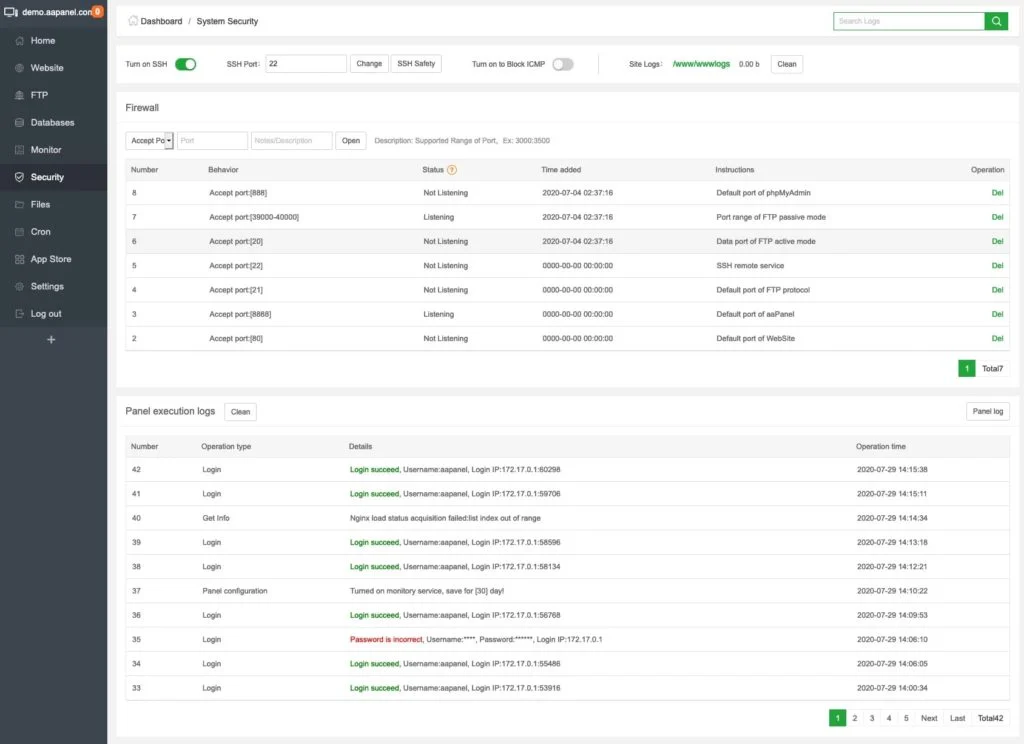 demo.aapanel.com 0
Home
Website
FTP
Databases
Monitor
Security
Files
Cron
App Store
Settings
Log out
Dashboard / System Security
Search Logs
Turn on SSH SSH Port: 22 Change SSH Safety Turn on to Block ICMP Site Logs: /www/wwwlogs 0.00 b Clean
Firewall
Accept Po Port Notes/Description Open Description: Supported Range of Port, Ex: 3000:3500
Number Behavior Status ? Time added Instructions Operation
8 Accept port:[888] Not Listening 2020-07-04 02:37:16 Default port of phpMyAdmin Del
7 Accept port:[39000-40000] Listening 2020-07-04 02:37:16 Port range of FTP passive mode Del
6 Accept port:[20] Not Listening 2020-07-04 02:37:16 Data port of FTP active mode Del
5 Accept port:[22] Not Listening 0000-00-00 00:00:00 SSH remote service Del
4 Accept port:[21] Not Listening 0000-00-00 00:00:00 Default port of FTP protocol Del
3 Accept port:[8888] Listening 0000-00-00 00:00:00 Default port of aaPanel Del
2 Accept port:[80] Not Listening 0000-00-00 00:00:00 Default port of WebSite Del
1 Total7
Panel execution logs Clean Panel log
Number Operation type Details Operation time
42 Login Login succeed, Username:aapanel, Login IP:172.17.0.1:60298 2020-07-29 14:15:38
41 Login Login succeed, Username:aapanel, Login IP:172.17.0.1:59706 2020-07-29 14:15:11
40 Get Info Nginx load status acquisition failed:list index out of range 2020-07-29 14:14:34
39 Login Login succeed, Username:aapanel, Login IP:172.17.0.1:58596 2020-07-29 14:13:18
38 Login Login succeed, Username:aapanel, Login IP:172.17.0.1:58134 2020-07-29 14:12:21
37 Panel configuration Turned on monitory service, save for [30] day! 2020-07-29 14:10:22
36 Login Login succeed, Username:aapanel, Login IP:172.17.0.1:56768 2020-07-29 14:09:53
35 Login Password is incorrect, Username:****, Password:******, Login IP:172.17.0.1 2020-07-29 14:06:10
34 Login Login succeed, Username:aapanel, Login IP:172.17.0.1:55486 2020-07-29 14:06:05
33 Login Login succeed, Username:aapanel, Login IP:172.17.0.1:53916 2020-07-29 14:00:34
1 2 3 4 5 Next Last Total42